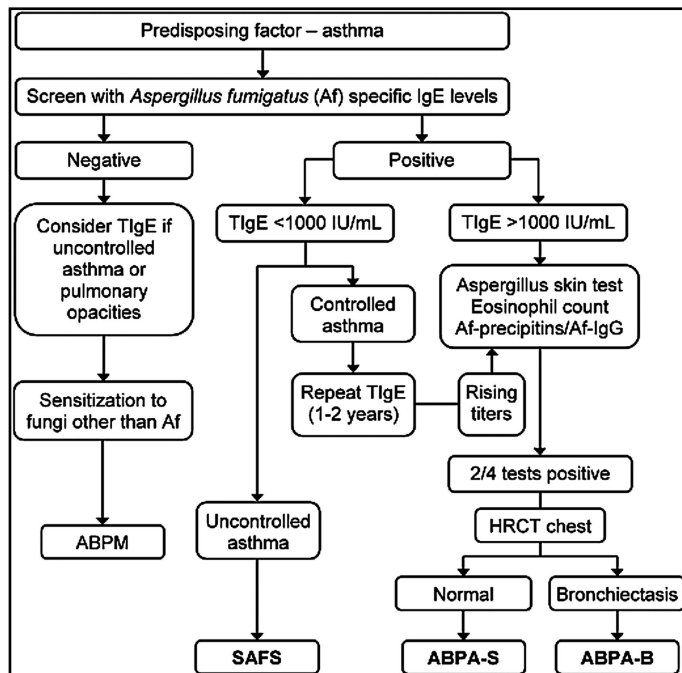 Predisposing factor – asthma
Screen with Aspergillus fumigatus (Af) specific IgE levels
Negative
Positive
Consider TIgE if
uncontrolled
asthma or
pulmonary
opacities
TIgE <1000 IU/mL
TIgE >1000 IU/mL
Controlled
asthma
Aspergillus skin test
Eosinophil count
Af-precipitins/Af-IgG
Sensitization to
fungi other than Af
Repeat TIgE
(1-2 years)
Rising
titers
2/4 tests positive
ABPM
Uncontrolled
asthma
HRCT chest
Normal
Bronchiectasis
SAFS
ABPA-S
ABPA-B